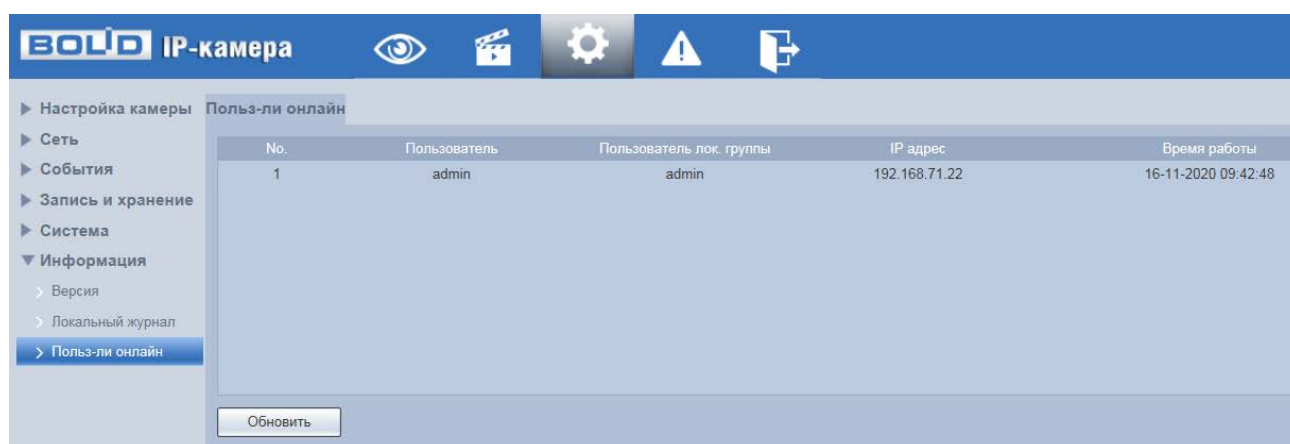 BOLID IP-камера
Настройка камеры
Польз-ли онлайн
Сеть
No. Пользователь Пользователь лок. группы IP адрес Время работы
События
1 admin admin 192.168.71.22 16-11-2020 09:42:48
Запись и хранение
Система
Информация
Версия
Локальный журнал
Польз-ли онлайн
Обновить